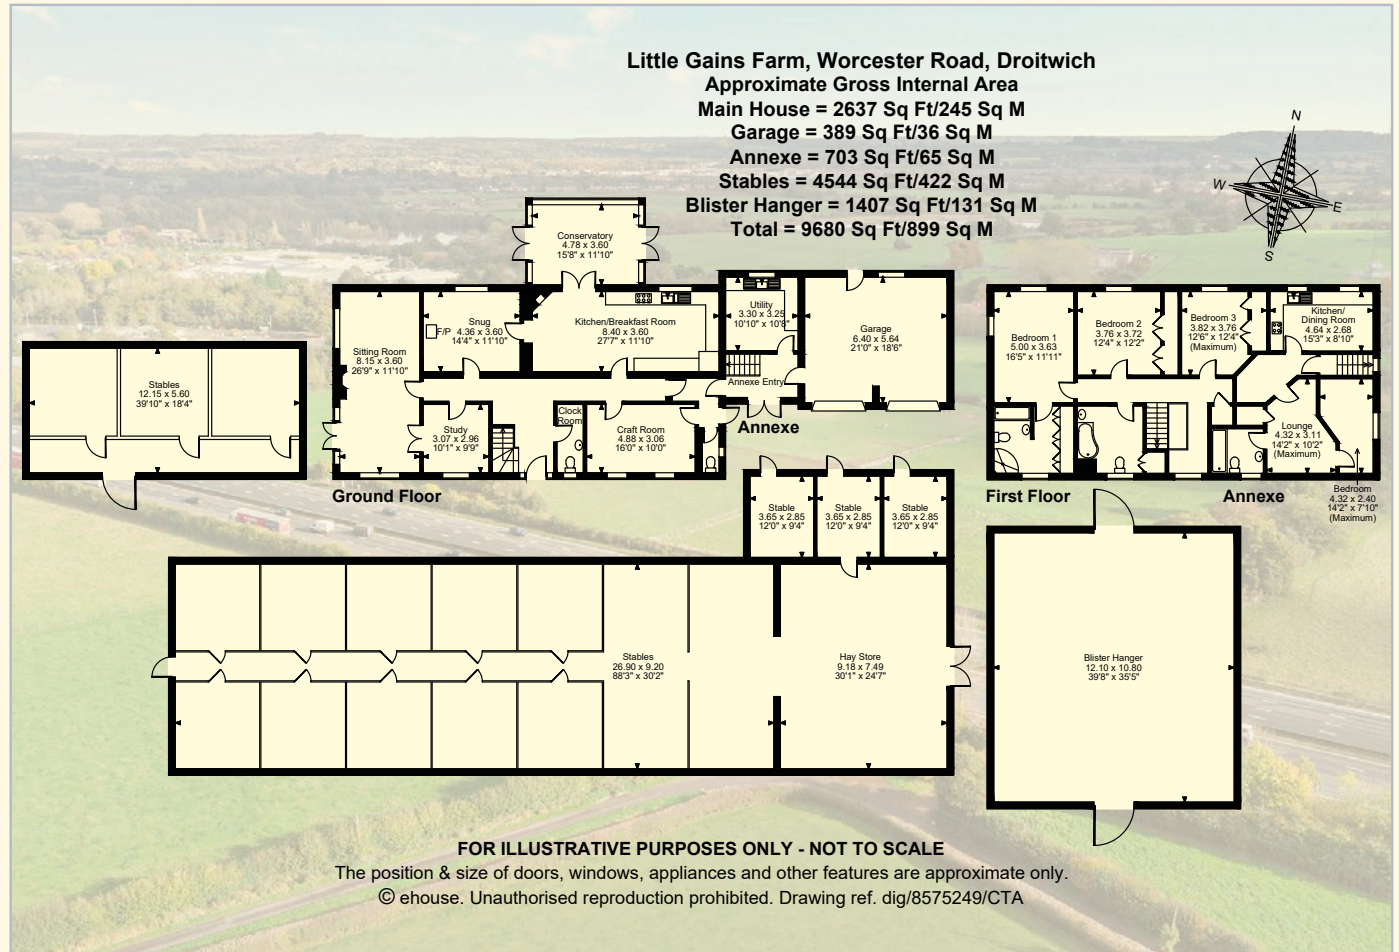 Little Gains Farm, Worcester Road, Droitwich
Approximate Gross Internal Area
Main House = 2637 Sq Ft/245 Sq M
Garage = 389 Sq Ft/36 Sq M
Annexe = 703 Sq Ft/65 Sq M
Stables = 4544 Sq Ft/422 Sq M
Blister Hanger = 1407 Sq Ft/131 Sq M
Total = 9680 Sq Ft/899 Sq M
N
W
E
S
Conservatory
4.78 x 3.60
15'8" x 11'10"
Utility
3.30 x 3.25
10'10" x 10'8"
Snug
4.36 x 3.60
14'4" x 11'10"
F/P
Kitchen/Breakfast Room
8.40 x 3.60
27'7" x 11'10"
Garage
6.40 x 5.64
21'0" x 18'6"
Sitting Room
8.15 x 3.60
26'9" x 11'10"
Annexe Entry
Stables
12.15 x 5.60
39'10" x 18'4"
Study
3.07 x 2.96
10'1" x 9'9"
Clock
Room
Craft Room
4.88 x 3.06
16'0" x 10'0"
Annexe
Ground Floor
Bedroom 1
5.00 x 3.63
16'5" x 11'11"
Bedroom 2
3.76 x 3.72
12'4" x 12'2"
Bedroom 3
3.82 x 3.76
12'6" x 12'4"
(Maximum)
Kitchen/
Dining Room
4.64 x 2.68
15'3" x 8'10"
Lounge
4.32 x 3.11
14'2" x 10'2"
(Maximum)
Bedroom
4.32 x 2.40
14'2" x 7'10"
(Maximum)
First Floor
Annexe
Stable
3.65 x 2.85
12'0" x 9'4"
Stable
3.65 x 2.85
12'0" x 9'4"
Stable
3.65 x 2.85
12'0" x 9'4"
Stables
26.90 x 9.20
88'3" x 30'2"
Hay Store
9.18 x 7.49
30'1" x 24'7"
Blister Hanger
12.10 x 10.80
39'8" x 35'5"
FOR ILLUSTRATIVE PURPOSES ONLY - NOT TO SCALE
The position & size of doors, windows, appliances and other features are approximate only.
© ehouse. Unauthorised reproduction prohibited. Drawing ref. dig/8575249/CTA